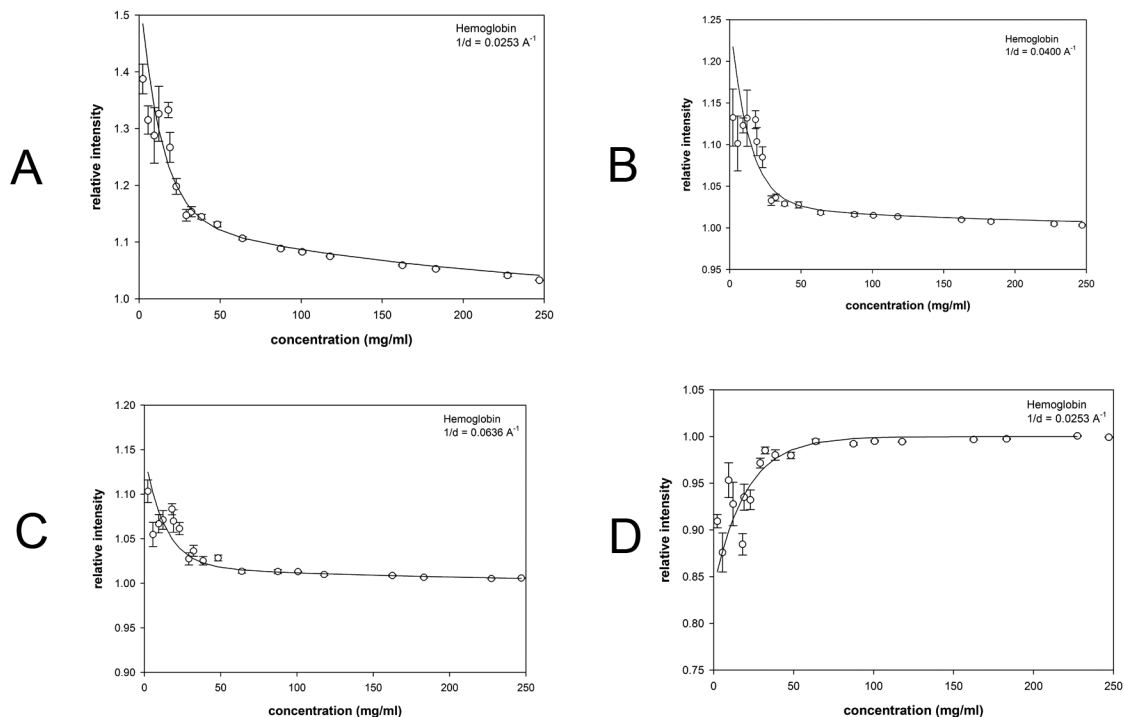 A
Hemoglobin
1/d = 0.0253 A⁻¹
relative intensity
1.5
1.4
1.3
1.2
1.1
1.0
0 50 100 150 200 250
concentration (mg/ml)
B
Hemoglobin
1/d = 0.0400 A⁻¹
relative intensity
1.25
1.20
1.15
1.10
1.05
1.00
0.95
0 50 100 150 200 250
concentration (mg/ml)
C
Hemoglobin
1/d = 0.0636 A⁻¹
relative intensity
1.20
1.15
1.10
1.05
1.00
0.95
0.90
0 50 100 150 200 250
concentration (mg/ml)
D
Hemoglobin
1/d = 0.0253 A⁻¹
relative intensity
1.05
1.00
0.95
0.90
0.85
0.80
0.75
0 50 100 150 200 250
concentration (mg/ml)